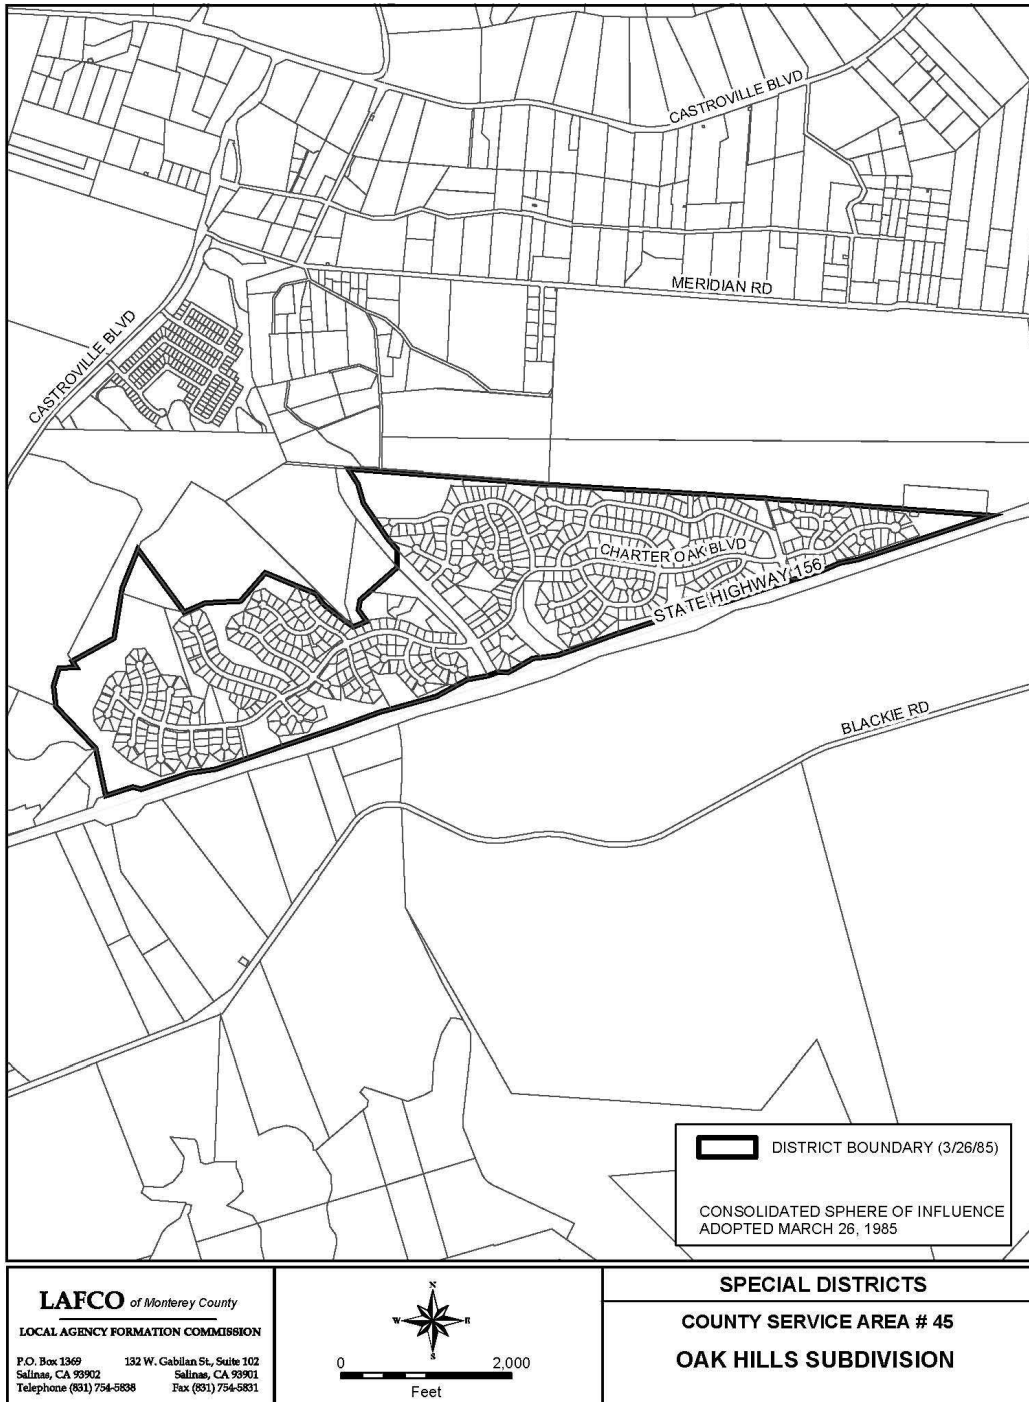 CASTROVILLE BLVD
MERIDIAN RD
CASTROVILLE BLVD
CHARTER OAK BLVD
STATE HIGHWAY 156
BLACKIE RD
DISTRICT BOUNDARY (3/26/85)
CONSOLIDATED SPHERE OF INFLUENCE
ADOPTED MARCH 26, 1985
LAFCO of Monterey County
LOCAL AGENCY FORMATION COMMISSION
P.O. Box 1369 132 W. Gabilan St., Suite 102
Salinas, CA 93902 Salinas, CA 93901
Telephone (831) 754-5838 Fax (831) 754-5831
N
W E
S
0 2,000
Feet
SPECIAL DISTRICTS
COUNTY SERVICE AREA # 45
OAK HILLS SUBDIVISION